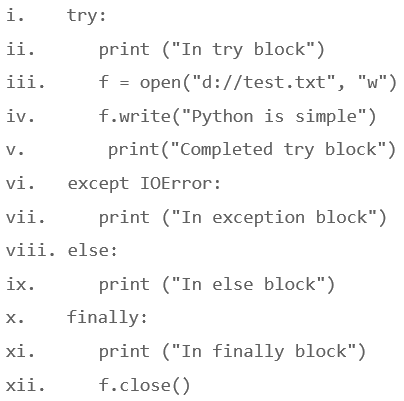 i. try:
ii. print ("In try block")
iii. f = open("d://test.txt", "w")
iv. f.write("Python is simple")
v. print("Completed try block")
vi. except IOError:
vii. print ("In exception block")
viii. else:
ix. print ("In else block")
x. finally:
xi. print ("In finally block")
xii. f.close()